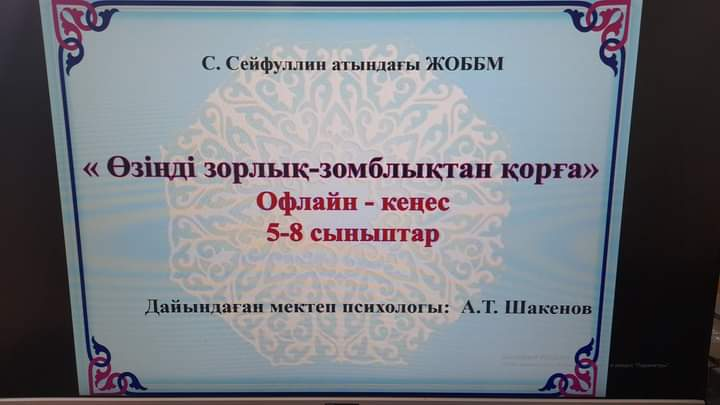 С. Сейфуллин атындағы ЖОББМ
« Өзіңді зорлық-зомблықтан қорға»
Офлайн - кеңес
5-8 сыныптар
Дайындаған мектеп психологы: А.Т. Шакенов